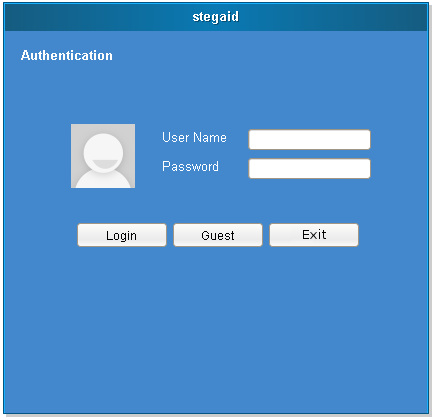 stegaid
Authentication
User Name
Password
Login
Guest
Exit